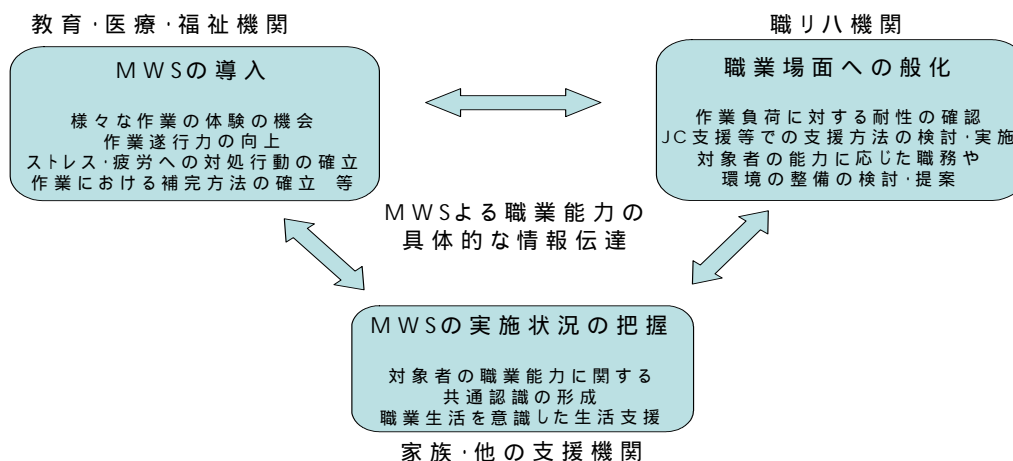 教育・医療・福祉機関
MWSの導入
様々な作業の体験の機会
作業遂行力の向上
ストレス・疲労への対処行動の確立
作業における補完方法の確立 等
職リハ機関
職業場面への般化
作業負荷に対する耐性の確認
JC支援等での支援方法の検討・実施
対象者の能力に応じた職務や
環境の整備の検討・提案
MWSよる職業能力の
具体的な情報伝達
MWSの実施状況の把握
対象者の職業能力に関する
共通認識の形成
職業生活を意識した生活支援
家族・他の支援機関